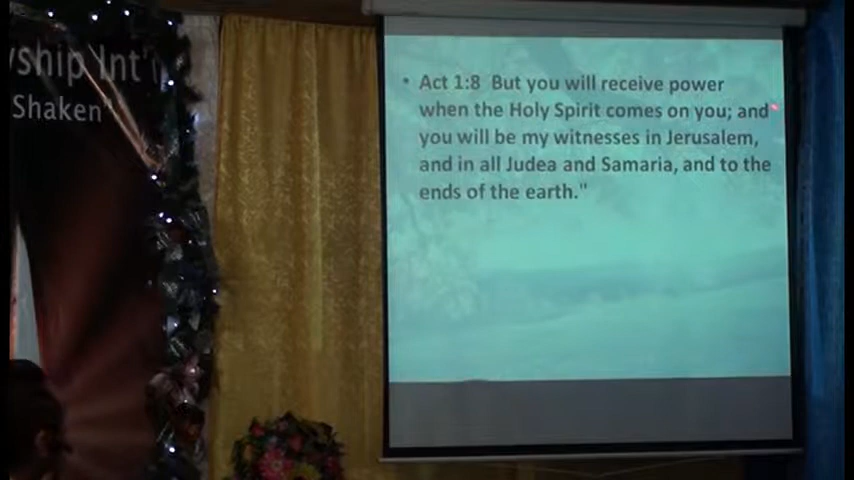 wship Int'l
Shaken"
• Act 1:8 But you will receive power
when the Holy Spirit comes on you; and
you will be my witnesses in Jerusalem,
and in all Judea and Samaria, and to the
ends of the earth."